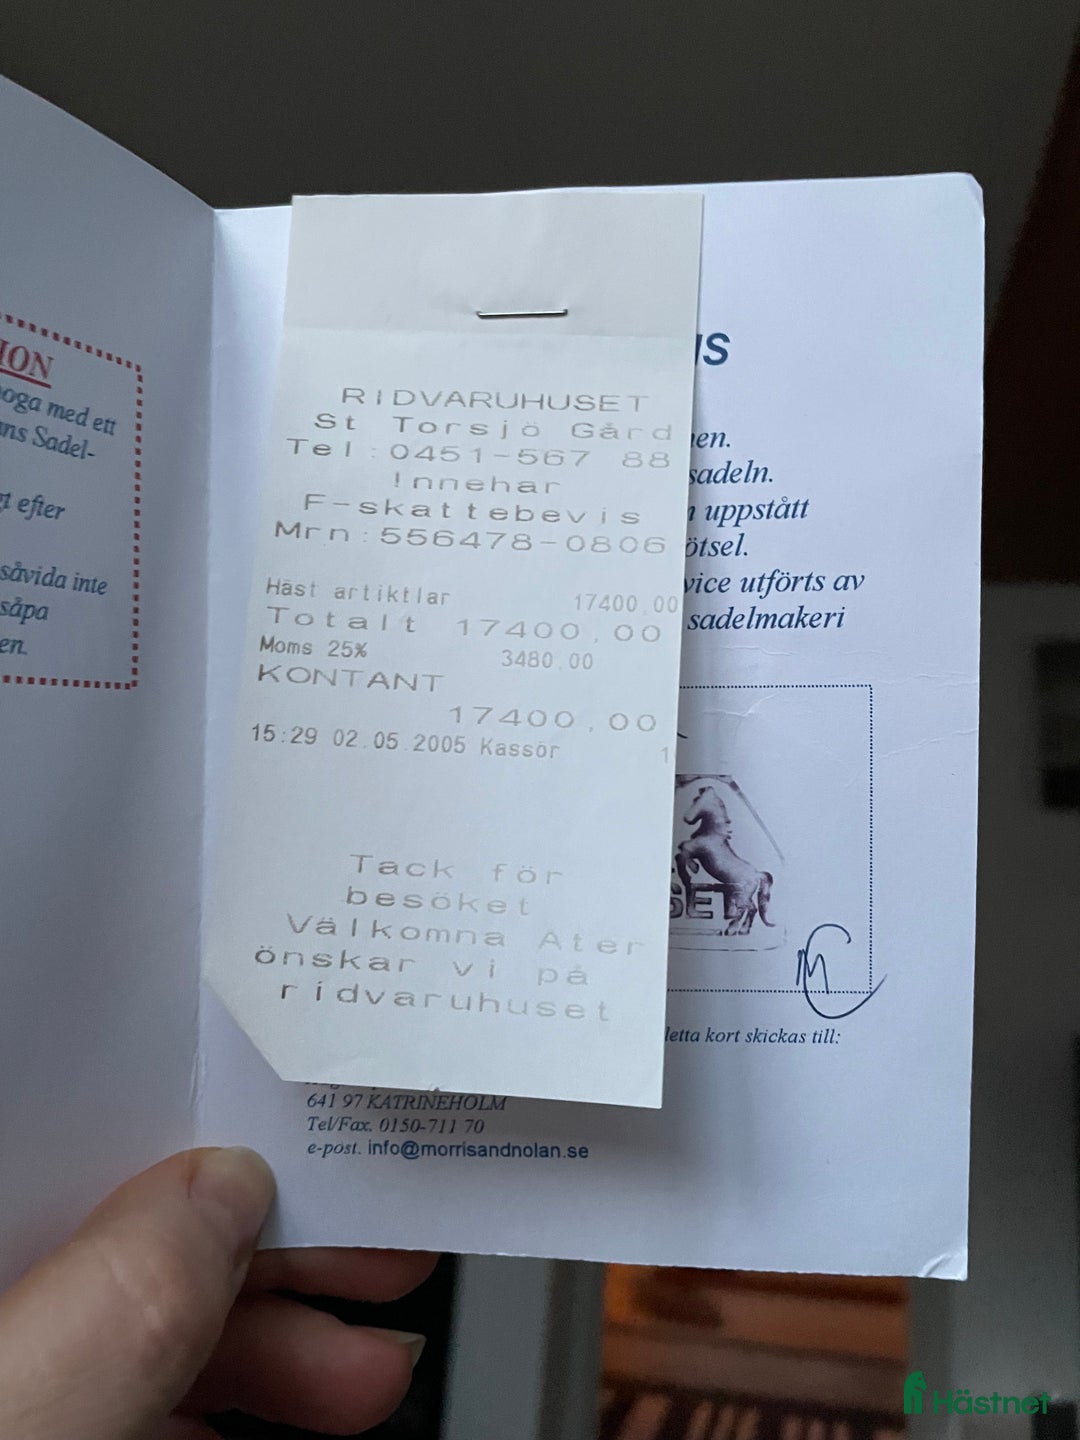 ION
oga med ett
ns Sadel-
t efter
såvida inte
såpa
en.
RIDVARUHUSET
St Torsjö Gård
Tel:0451-567 88
Innehar
F-skattebevis
Mrn:556478-0806
Häst artiktlar 17400.00
Totalt 17400,00
Moms 25% 3480.00
KONTANT
17400,00
15:29 02.05.2005 Kassör 1
Tack för
besöket
Välkomna Åter
önskar vi på
ridvaruhuset
IS
en.
sadeln.
uppstått
ötsel.
vice utförts av
sadelmakeri
SET
detta kort skickas till:
641 97 KATRINEHOLM
Tel/Fax. 0150-711 70
e-post. info@morrisandnolan.se
Hästnet